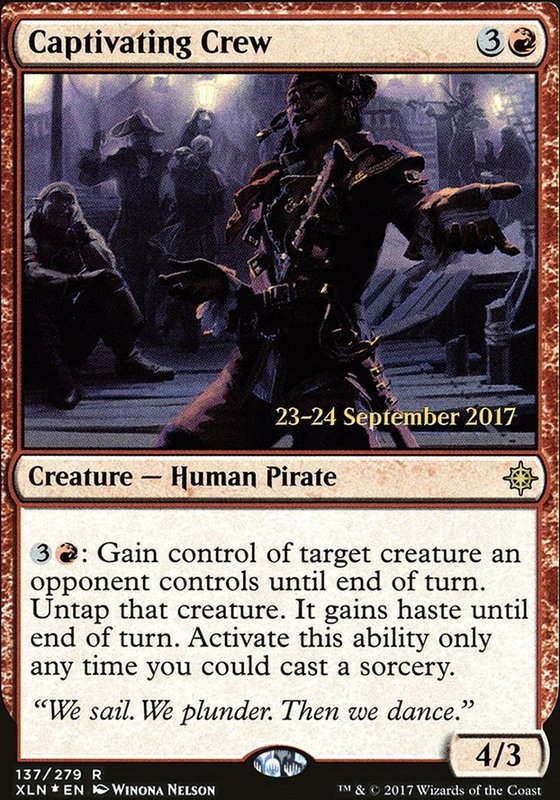 Captivating Crew 3
23–24 September 2017
Creature — Human Pirate
3: Gain control of target creature an
opponent controls until end of turn.
Untap that creature. It gains haste until
end of turn. Activate this ability only
any time you could cast a sorcery.
“We sail. We plunder. Then we dance.”
4/3
137/279 R
XLN★EN Winona Nelson
™ & © 2017 Wizards of the Coast